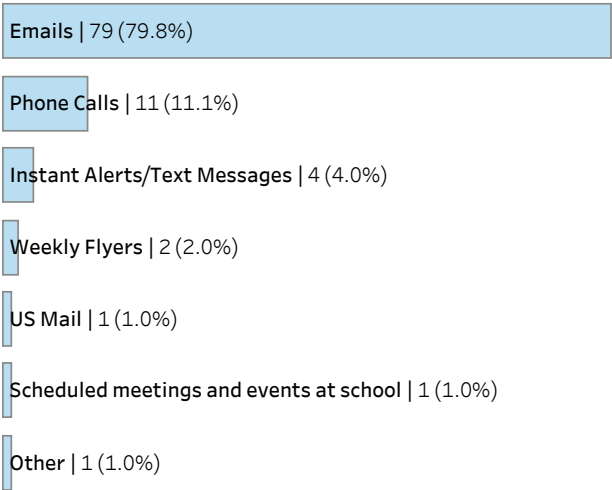 Emails | 79 (79.8%)
Phone Calls | 11 (11.1%)
Instant Alerts/Text Messages | 4 (4.0%)
Weekly Flyers | 2 (2.0%)
US Mail | 1 (1.0%)
Scheduled meetings and events at school | 1 (1.0%)
Other | 1 (1.0%)